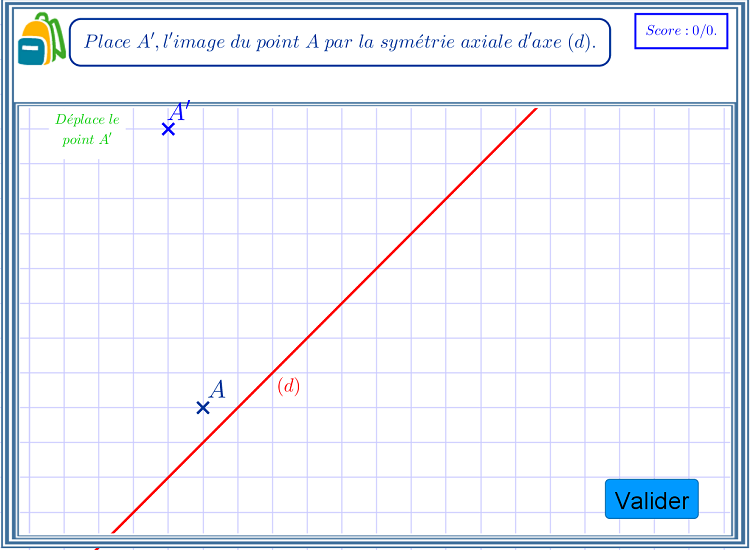 Place A', l'image du point A par la symétrie axiale d'axe (d).
Score : 0/0.
Déplace le
point A'
A'
A
(d)
Valider